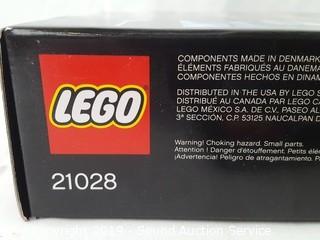 COMPONENTS MADE IN DENMARK
ÉLÉMENTS FABRIQUÉS AU DANEMA
COMPONENTES HECHOS EN DINAM
DISTRIBUTED IN THE USA BY LEGO S
DISTRIBUÉ AU CANADA PAR LEGO CA
LEGO MÉXICO S.A. DE C.V. PASEO AL
3ª SECCIÓN, C.P. 53125 NAUCALPAN D
LEGO
Warning! Choking hazard. Small parts.
Attention ! Danger d'étouffement. Petits élé
¡Advertencia! Peligro de atragantamiento. Pa
21028
Copyright 2019 - Sound Auction Service